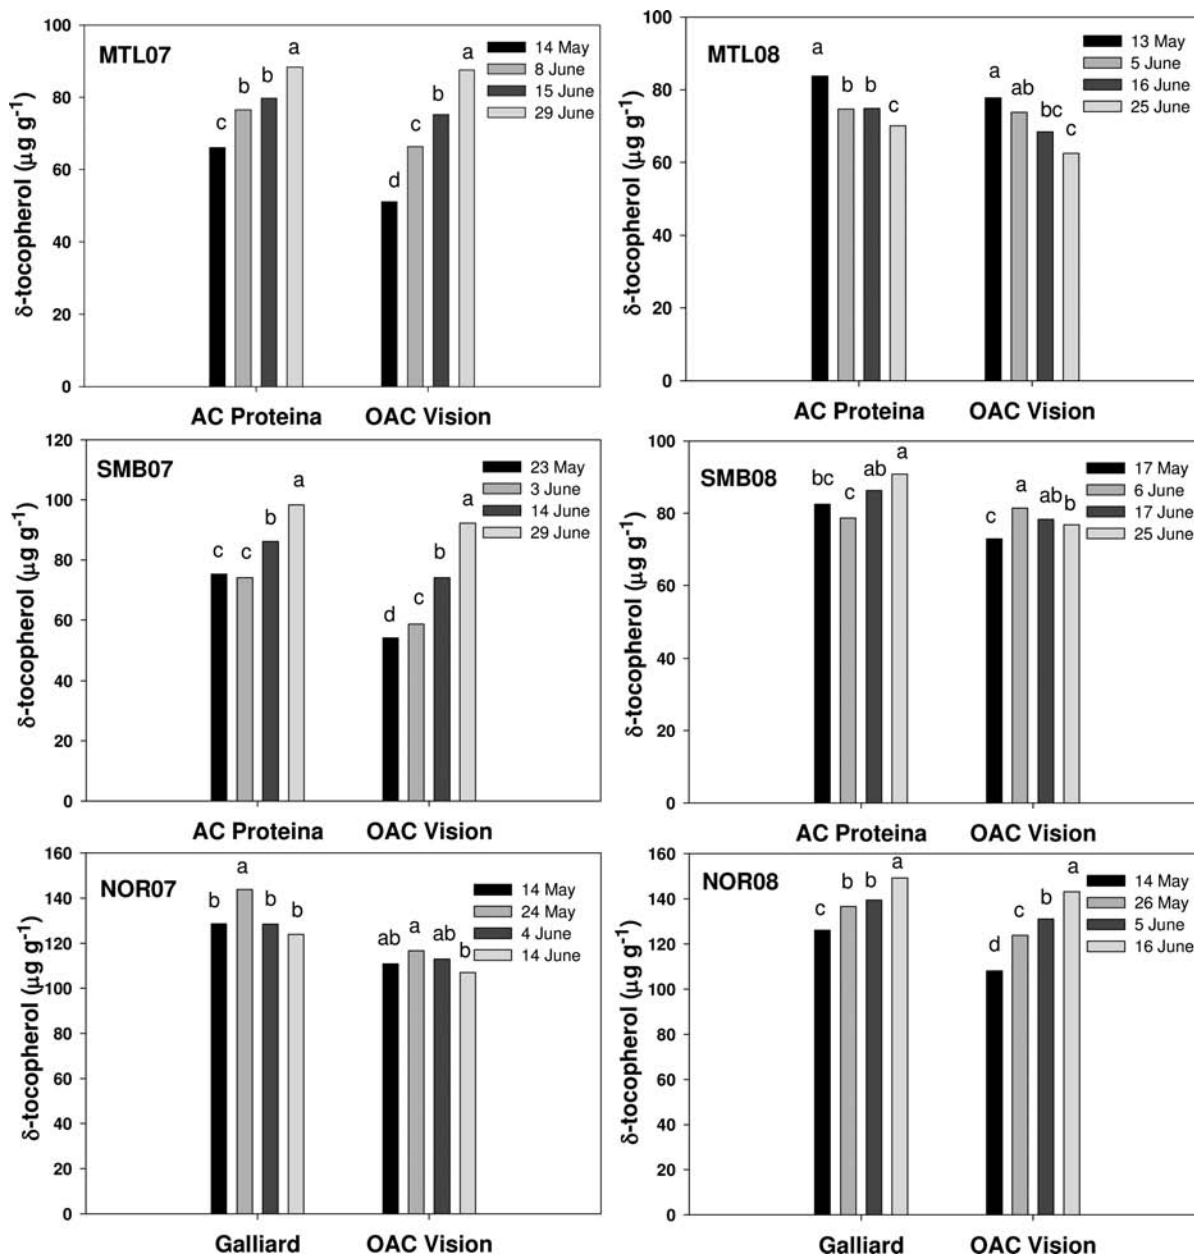 MTL07
14 May
8 June
15 June
29 June
δ-tocopherol (μg g⁻¹)
100
80
60
40
20
0
c
b
b
a
d
c
b
a
AC Proteina
OAC Vision
MTL08
13 May
5 June
16 June
25 June
δ-tocopherol (μg g⁻¹)
100
80
60
40
20
0
a
b
b
c
a
ab
bc
c
AC Proteina
OAC Vision
SMB07
23 May
3 June
14 June
29 June
δ-tocopherol (μg g⁻¹)
120
100
80
60
40
20
0
c
c
b
a
d
c
b
a
AC Proteina
OAC Vision
SMB08
17 May
6 June
17 June
25 June
δ-tocopherol (μg g⁻¹)
100
80
60
40
20
0
bc
c
ab
a
c
a
ab
b
AC Proteina
OAC Vision
NOR07
14 May
24 May
4 June
14 June
δ-tocopherol (μg g⁻¹)
160
140
120
100
80
60
40
20
0
b
a
b
b
ab
a
ab
b
Galliard
OAC Vision
NOR08
14 May
26 May
5 June
16 June
δ-tocopherol (μg g⁻¹)
160
140
120
100
80
60
40
20
0
c
b
b
a
d
c
b
a
Galliard
OAC Vision